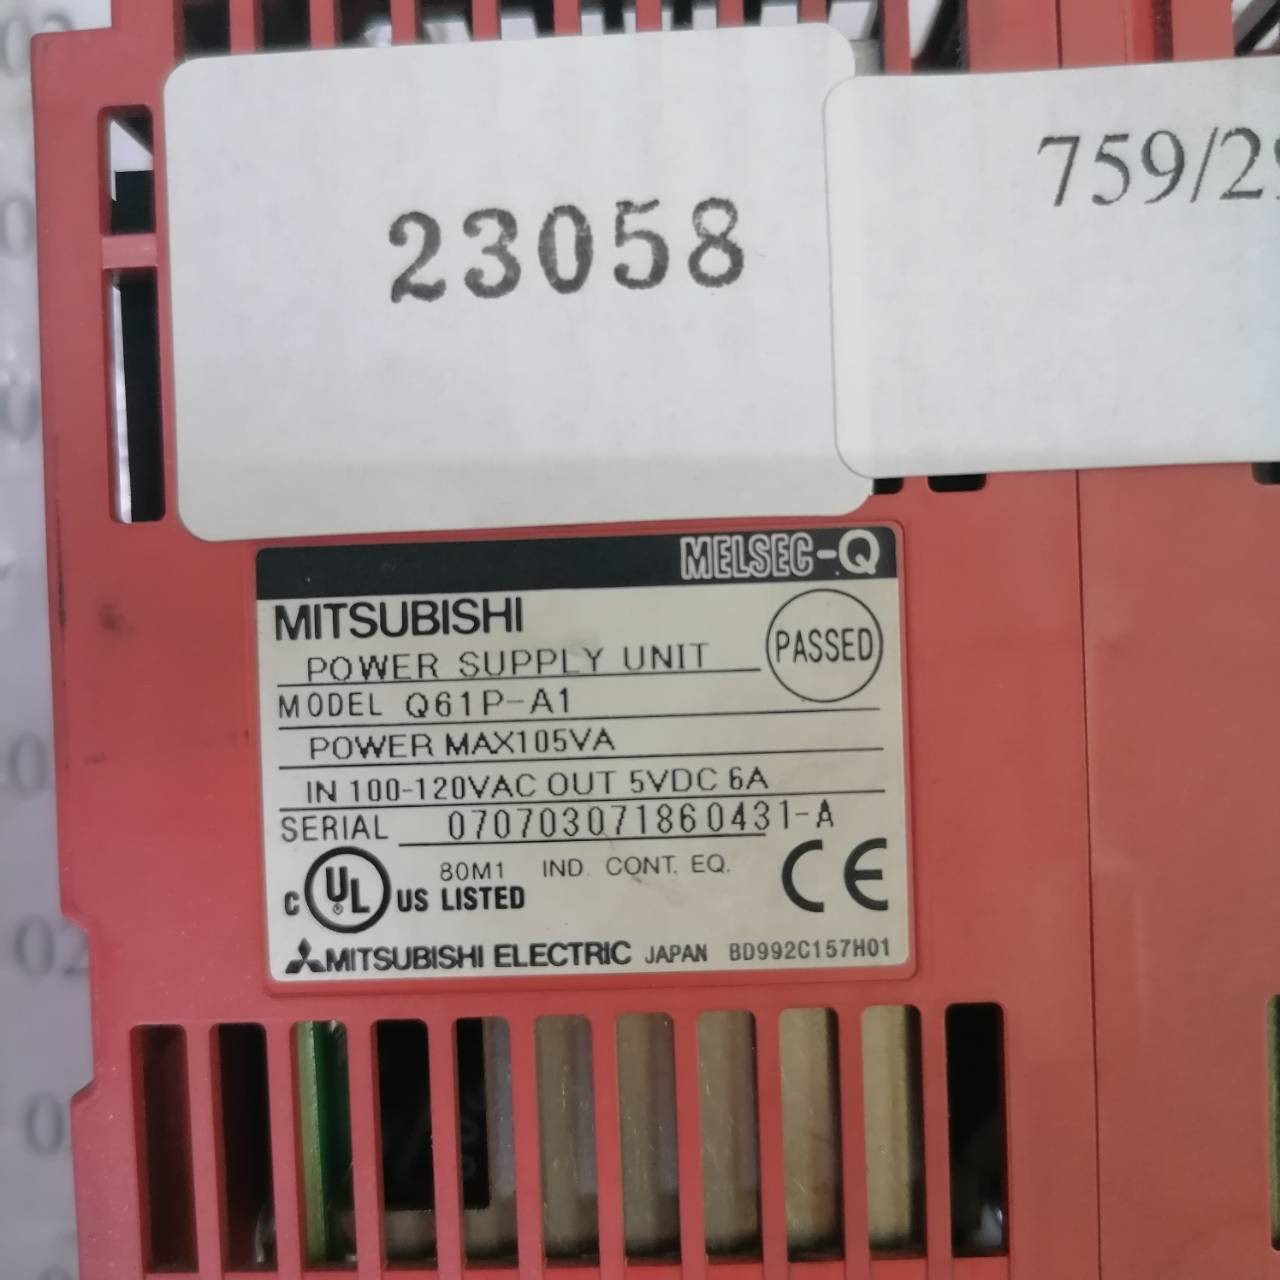 23058
759/2
MELSEC-Q
MITSUBISHI
POWER SUPPLY UNIT
PASSED
MODEL Q61P-A1
POWER MAX105VA
IN 100-120VAC OUT 5VDC 6A
SERIAL 070703071860431-A
80M1 IND. CONT. EQ.
C UL ® US LISTED CE
MITSUBISHI ELECTRIC JAPAN BD992C157H01